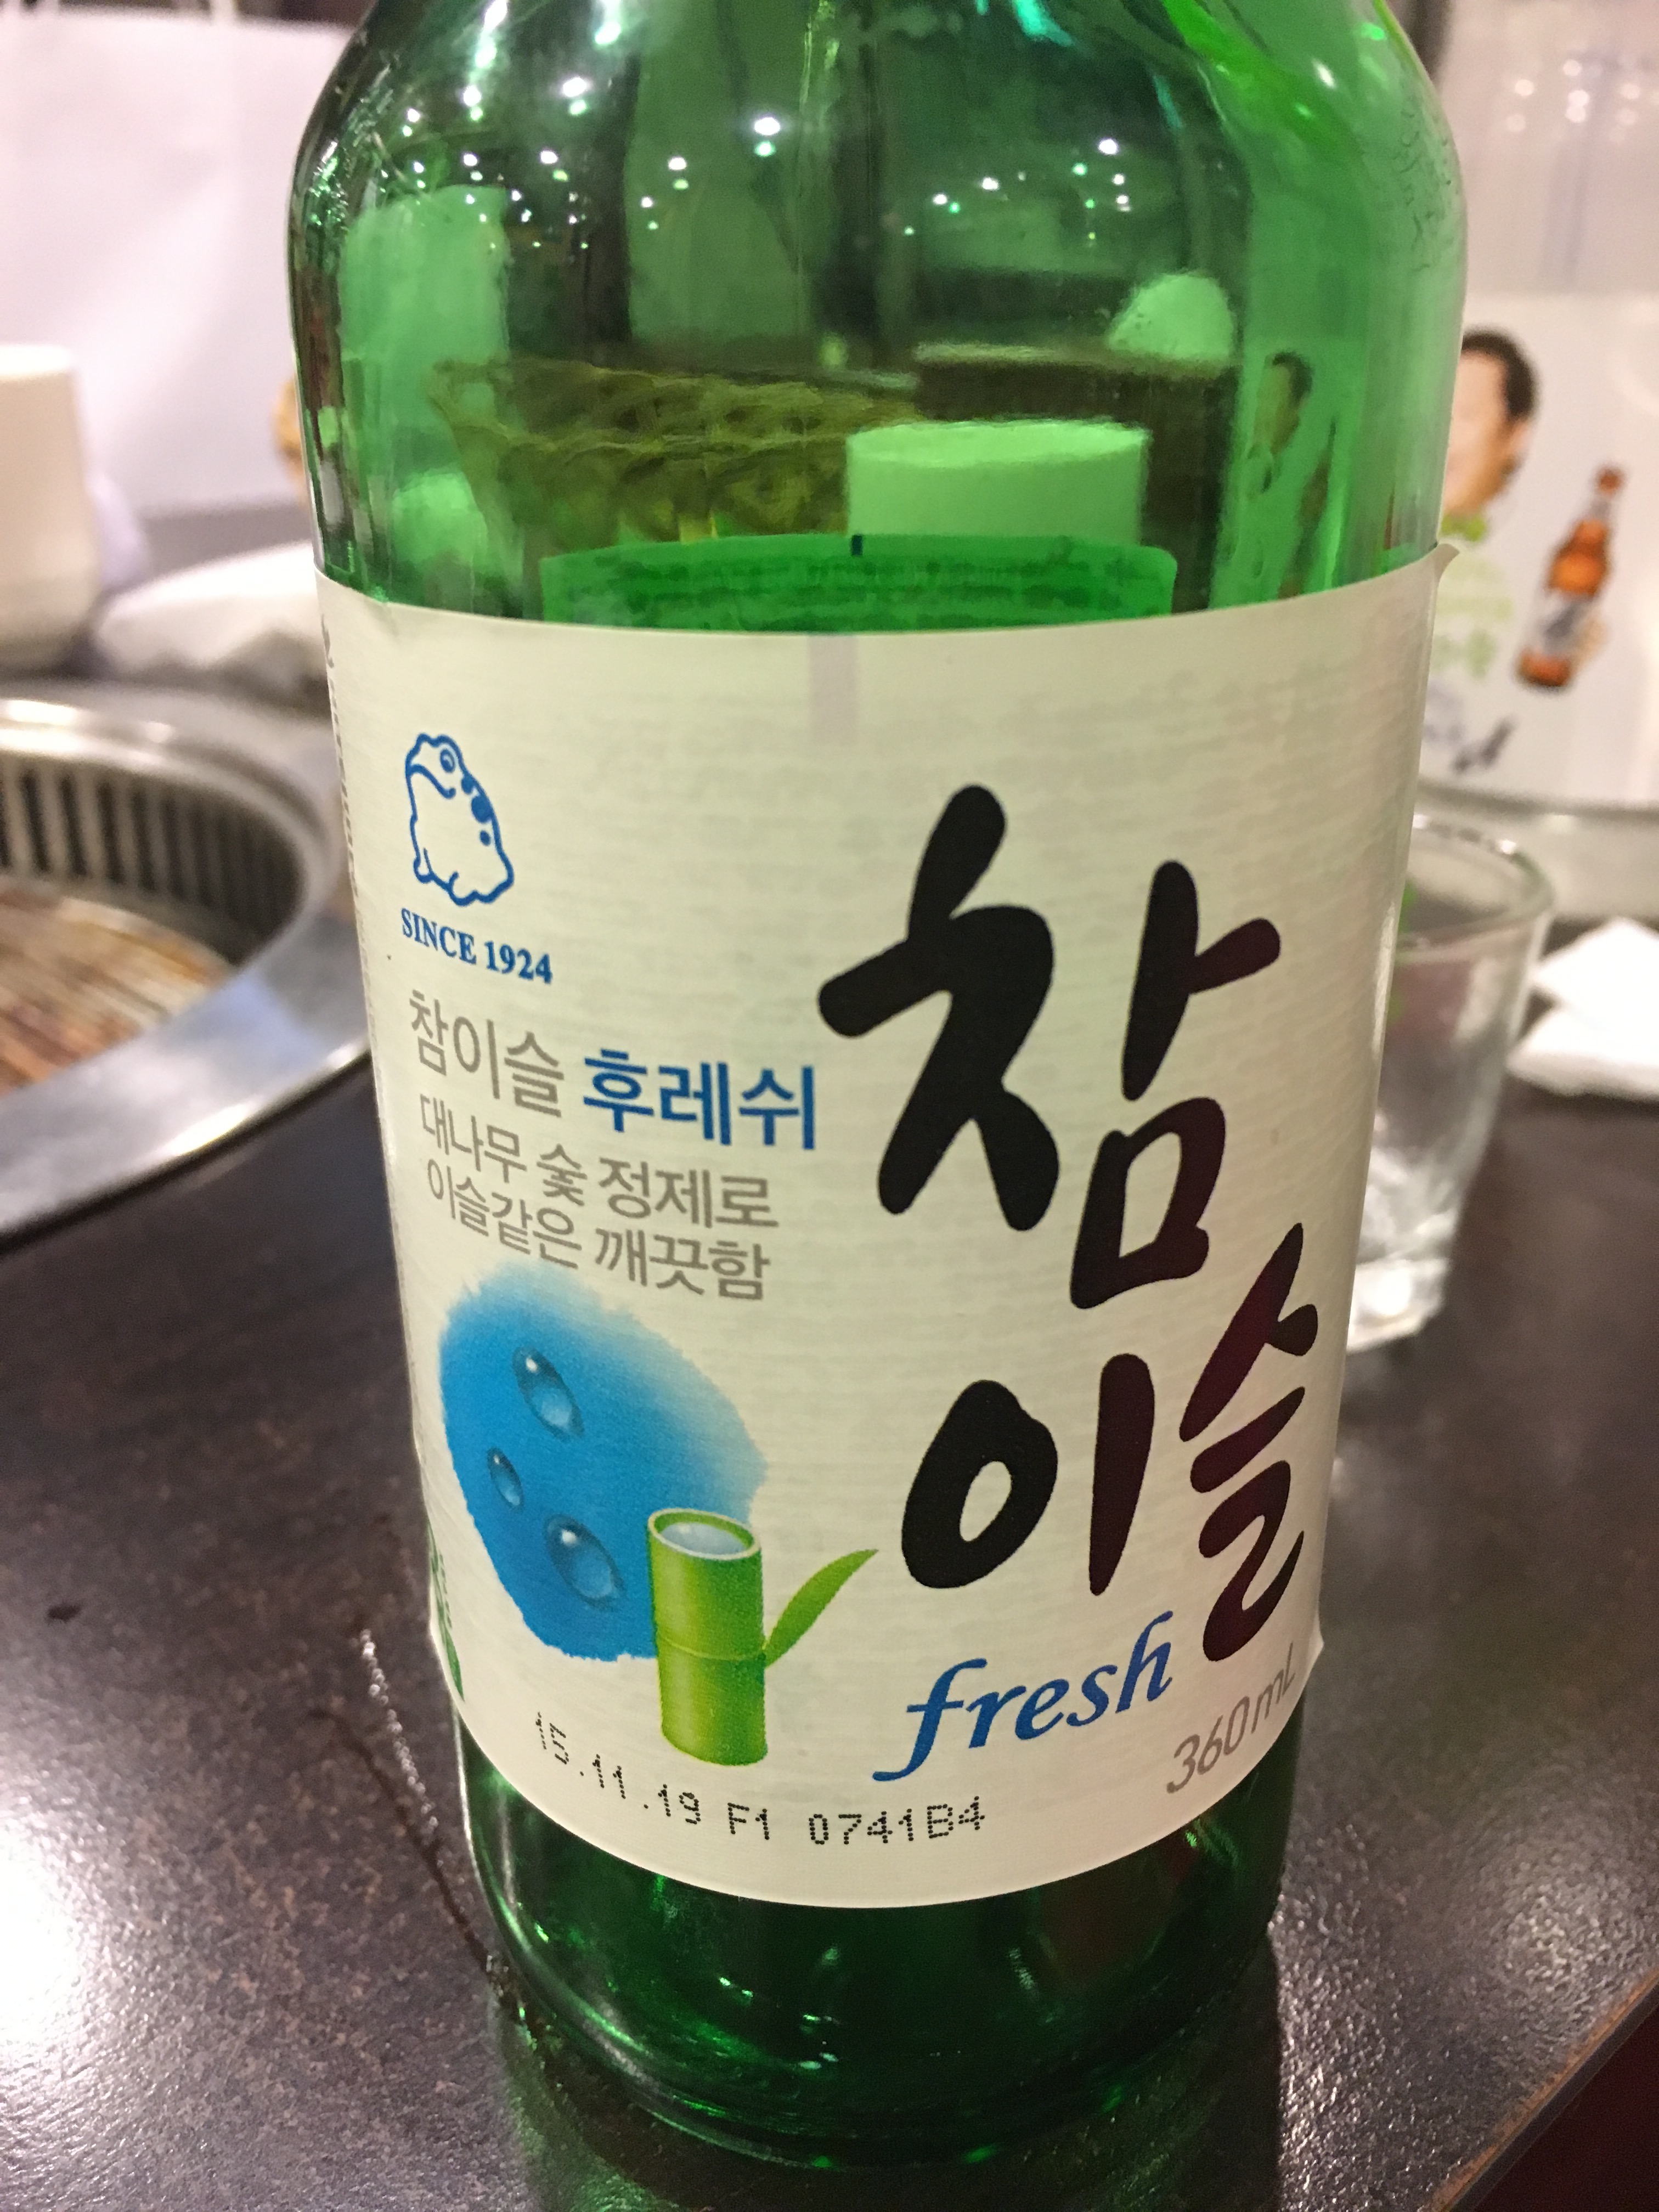 SINCE 1924
참이슬 후레쉬
대나무 숯 정제로
이슬같은 깨끗함
참
이슬
fresh
360mL
15.11.19 F1 0741B4